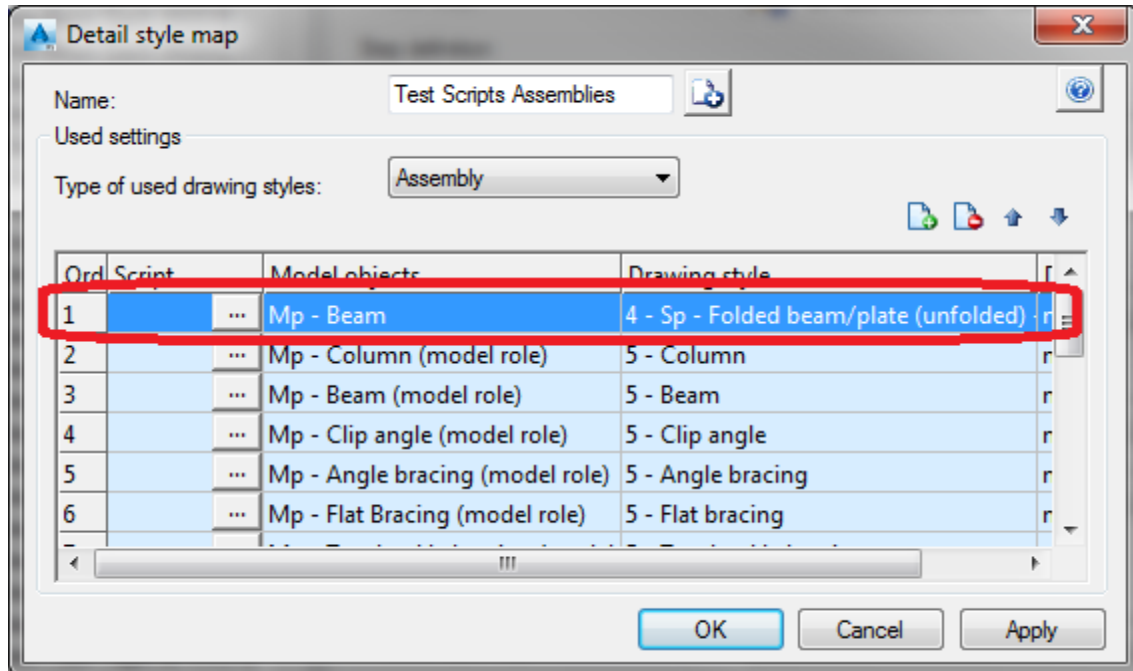 Detail style map
Name:
Test Scripts Assemblies
Used settings
Type of used drawing styles:
Assembly
Ord Script Model objects Drawing style
1 ... Mp - Beam 4 - Sp - Folded beam/plate (unfolded) -
2 ... Mp - Column (model role) 5 - Column
3 ... Mp - Beam (model role) 5 - Beam
4 ... Mp - Clip angle (model role) 5 - Clip angle
5 ... Mp - Angle bracing (model role) 5 - Angle bracing
6 ... Mp - Flat Bracing (model role) 5 - Flat bracing
OK Cancel Apply